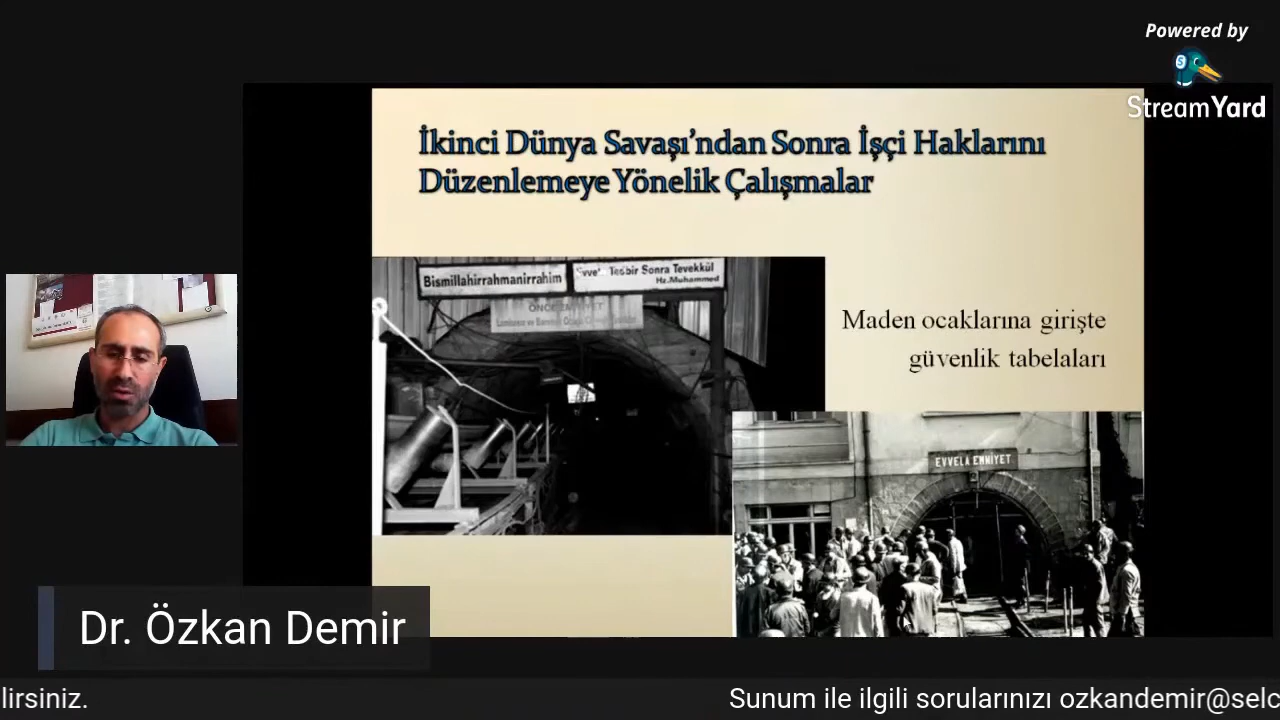 Powered by
StreamYard
İkinci Dünya Savaşı’ndan Sonra İşçi Haklarını
Düzenlemeye Yönelik Çalışmalar
Bismillahirrahmanirrahim
Tedbir Sonra Tevekkül
Hz.Muhammed
Maden ocaklarına girişte
güvenlik tabelaları
EVVELA EMNİYET
Dr. Özkan Demir
lirsiniz.
Sunum ile ilgili sorularınızı ozkandemir@selc